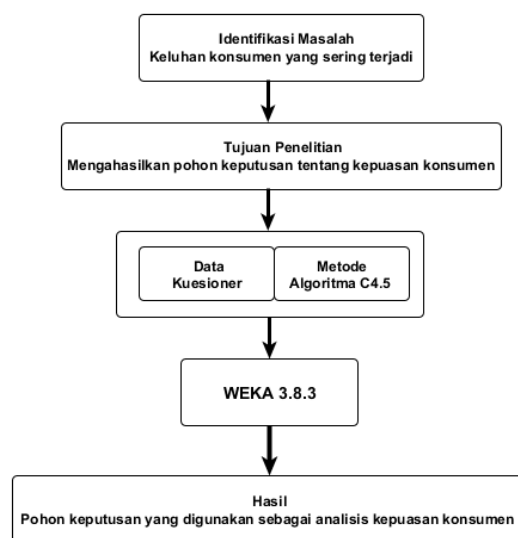 Identifikasi Masalah
Keluhan konsumen yang sering terjadi
Tujuan Penelitian
Mengahasilkan pohon keputusan tentang kepuasan konsumen
Data
Kuesioner
Metode
Algoritma C4.5
WEKA 3.8.3
Hasil
Pohon keputusan yang digunakan sebagai analisis kepuasan konsumen